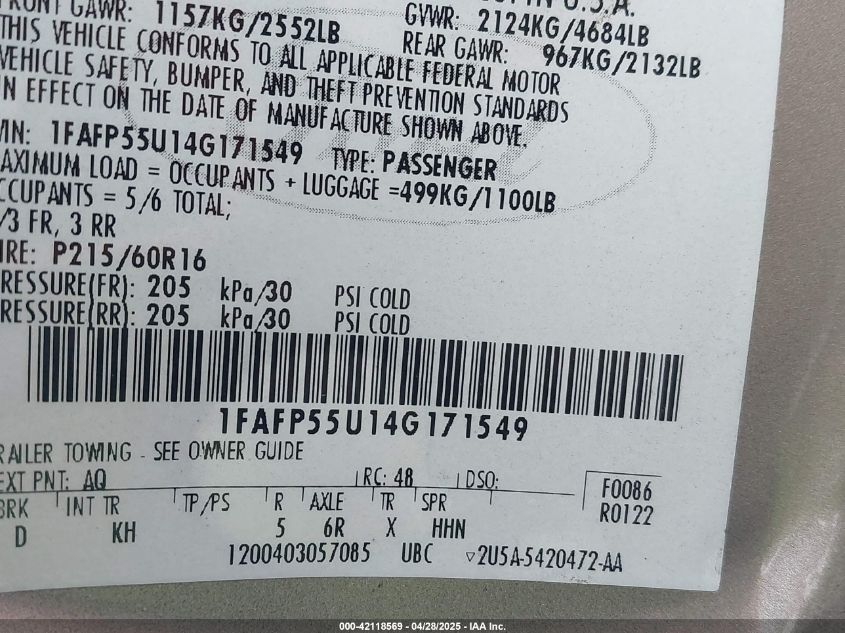 FRONT GAWR: 1157KG/2552LB
IN U.S.A.
GVWR: 2124KG/4684LB
REAR GAWR: 967KG/2132LB
THIS VEHICLE CONFORMS TO ALL APPLICABLE FEDERAL MOTOR
VEHICLE SAFETY, BUMPER, AND THEFT PREVENTION STANDARDS
IN EFFECT ON THE DATE OF MANUFACTURE SHOWN ABOVE.
VIN: 1FAFP55U14G171549 TYPE: PASSENGER
MAXIMUM LOAD = OCCUPANTS + LUGGAGE =499KG/1100LB
OCCUPANTS = 5/6 TOTAL;
/3 FR, 3 RR
IRE: P215/60R16
RESSURE(FR): 205 kPa/30 PSI COLD
RESSURE(RR): 205 kPa/30 PSI COLD
1FAFP55U14G171549
RAILER TOWING - SEE OWNER GUIDE
EXT PNT: AQ RC: 48 DSO:
BRK INT TR TP/PS R AXLE TR SPR
D KH 5 6R X HHN
F0086
R0122
1200403057085 UBC ▽2U5A-5420472-AA
000-42118569 04/28/2025 - IAA Inc.